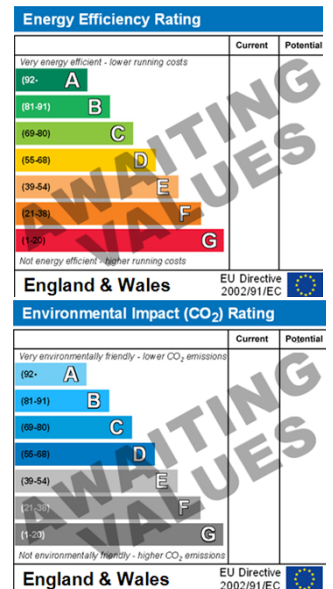 Energy Efficiency Rating
Current Potential
Very energy efficient - lower running costs
(92- A
(81-91) B
(69-80) C
(55-68) D
(39-54) E
(21-38) F
(1-20) G
Not energy efficient - higher running costs
AWAITING
VALUES
England & Wales
EU Directive
2002/91/EC
Environmental Impact (CO₂) Rating
Current Potential
Very environmentally friendly - lower CO₂ emissions
(92- A
(81-91) B
(69-80) C
(55-68) D
(39-54) E
(21-38) F
(1-20) G
Not environmentally friendly - higher CO₂ emissions
AWAITING
VALUES
England & Wales
EU Directive
2002/91/EC